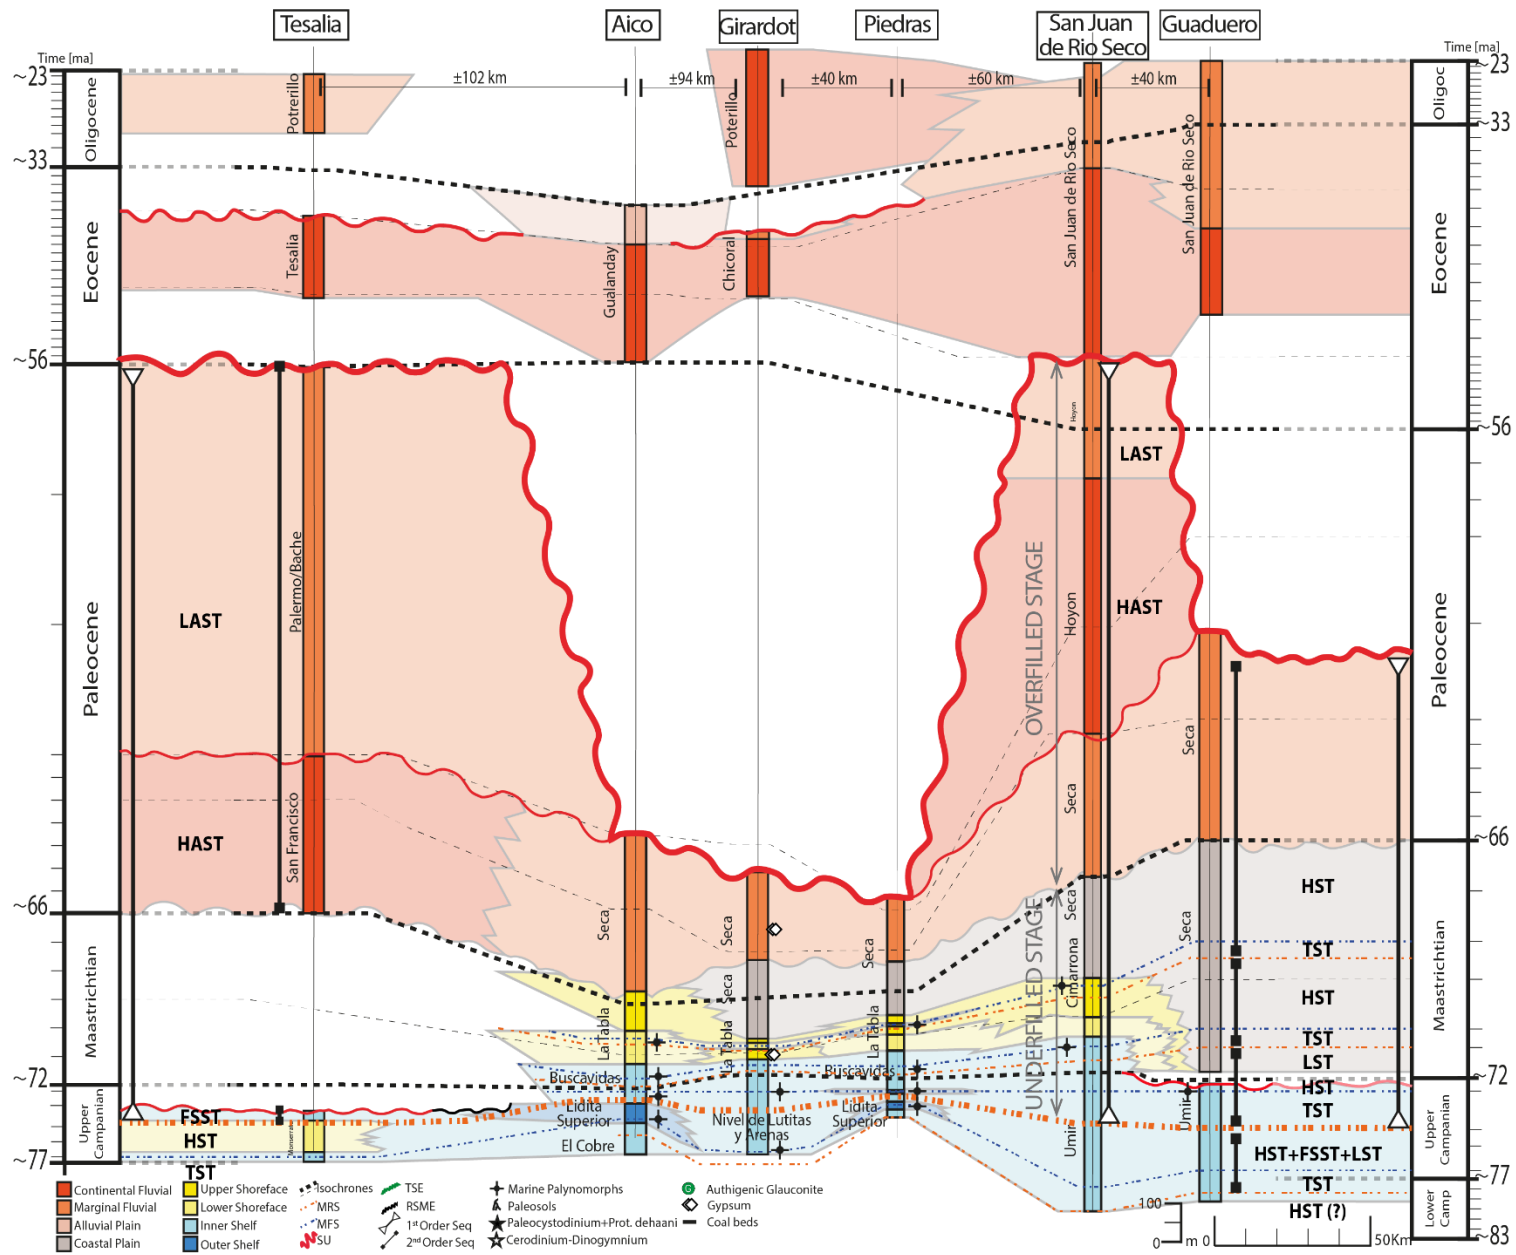 Tesalia
Aico
Girardot
Piedras
San Juan
de Rio Seco
Guaduero
Time [ma]
Time [ma]
~23
~33
~56
~66
~72
~77
~23
~33
~56
~66
~72
~77
~83
Oligocene
Eocene
Paleocene
Maastrichtian
Upper
Campanian
Oligoc
Eocene
Paleocene
Maastrichtian
Upper
Campanian
Lower
Camp
±102 km
±94 km
±40 km
±60 km
±40 km
Potrerillo
Poterillo
San Juan de Rio Seco
San Juan de Rio Seco
Tesalia
Gualanday
Chicoral
Palermo/Bache
San Francisco
Monserrate
LAST
HAST
FSST
HST
TST
Hoyon
LAST
Hoyon
HAST
OVERFILLED STAGE
UNDERFILLED STAGE
Seca
Seca
Seca
Seca
Seca
Seca
Seca
Seca
Cimarrona
La Tabla
La Tabla
La Tabla
Buscavidas
Buscavidas
Lidita
Superior
Lidita
Superior
El Cobre
Nivel de Lutitas
y Arenas
Umir
Umir
HST
TST
HST
TST
LST
HST
TST
HST+FSST+LST
TST
HST (?)
Continental Fluvial
Marginal Fluvial
Alluvial Plain
Coastal Plain
Upper Shoreface
Lower Shoreface
Inner Shelf
Outer Shelf
Isochrones
MRS
MFS
SU
TSE
RSME
1st Order Seq
2nd Order Seq
Marine Palynomorphs
Paleosols
Paleocystodinium+Prot. dehaani
Cerodinium-Dinogymnium
G
Authigenic Glauconite
Gypsum
Coal beds
100
0
m
0
50Km